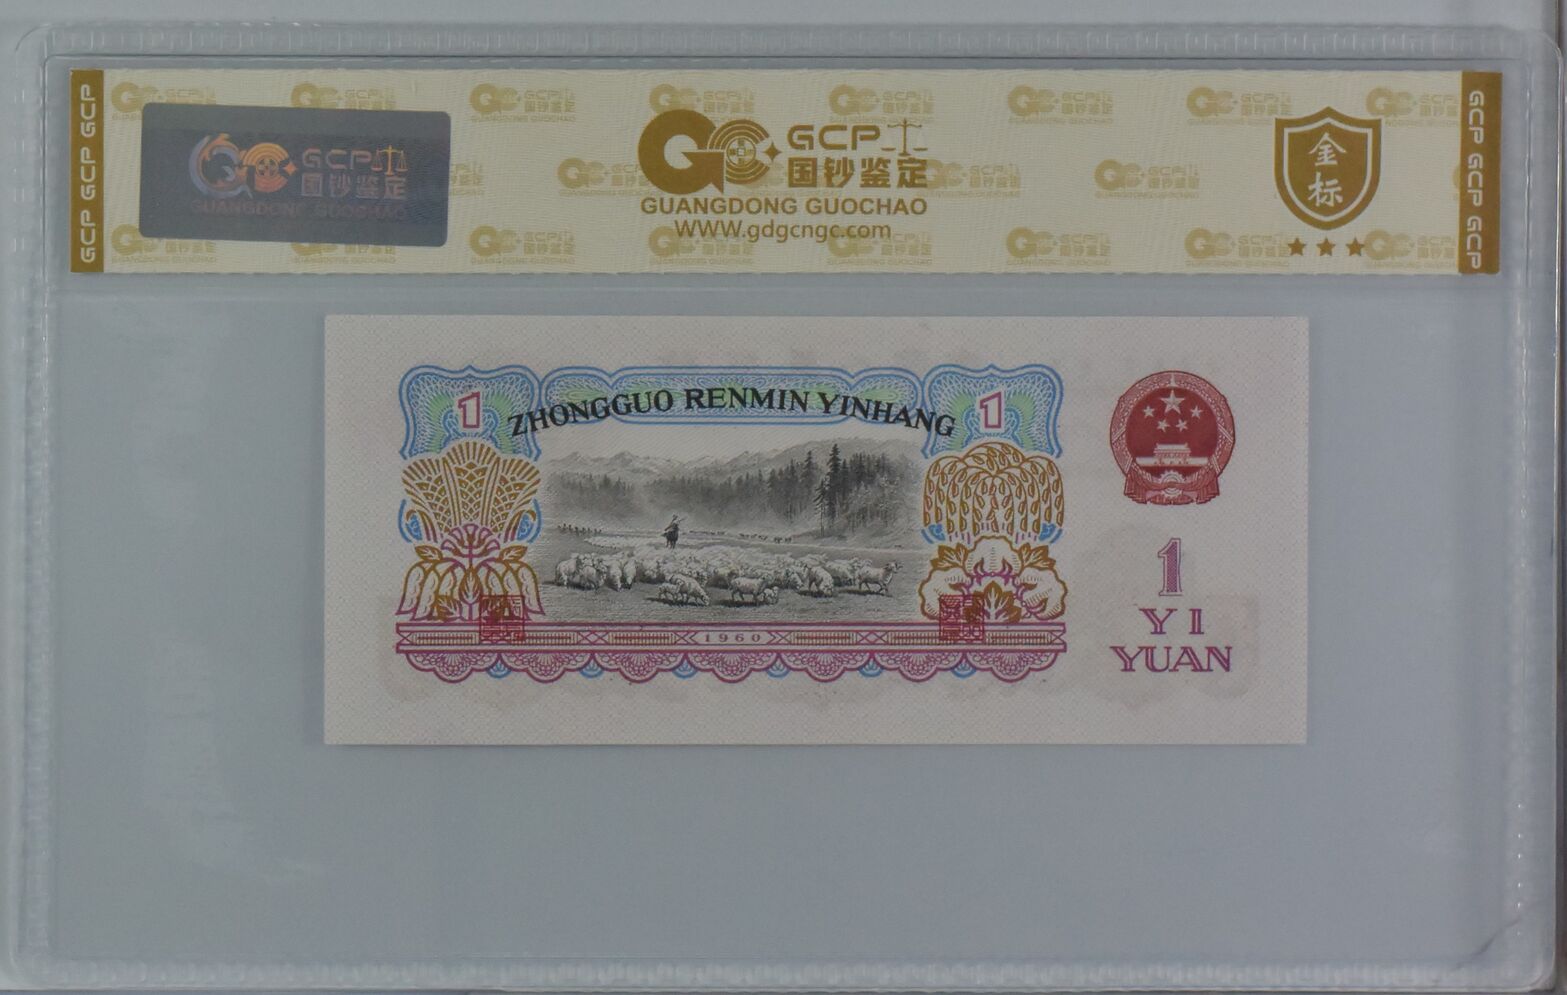 GCP GCP GCP
GCP
国钞鉴定
GUANGDONG GUOCHAO
GCP
国钞鉴定
GUANGDONG GUOCHAO
www.gdgcngc.com
金标
GCP GCP GCP
1 ZHONGGUO RENMIN YINHANG 1
1960
1
YI
YUAN